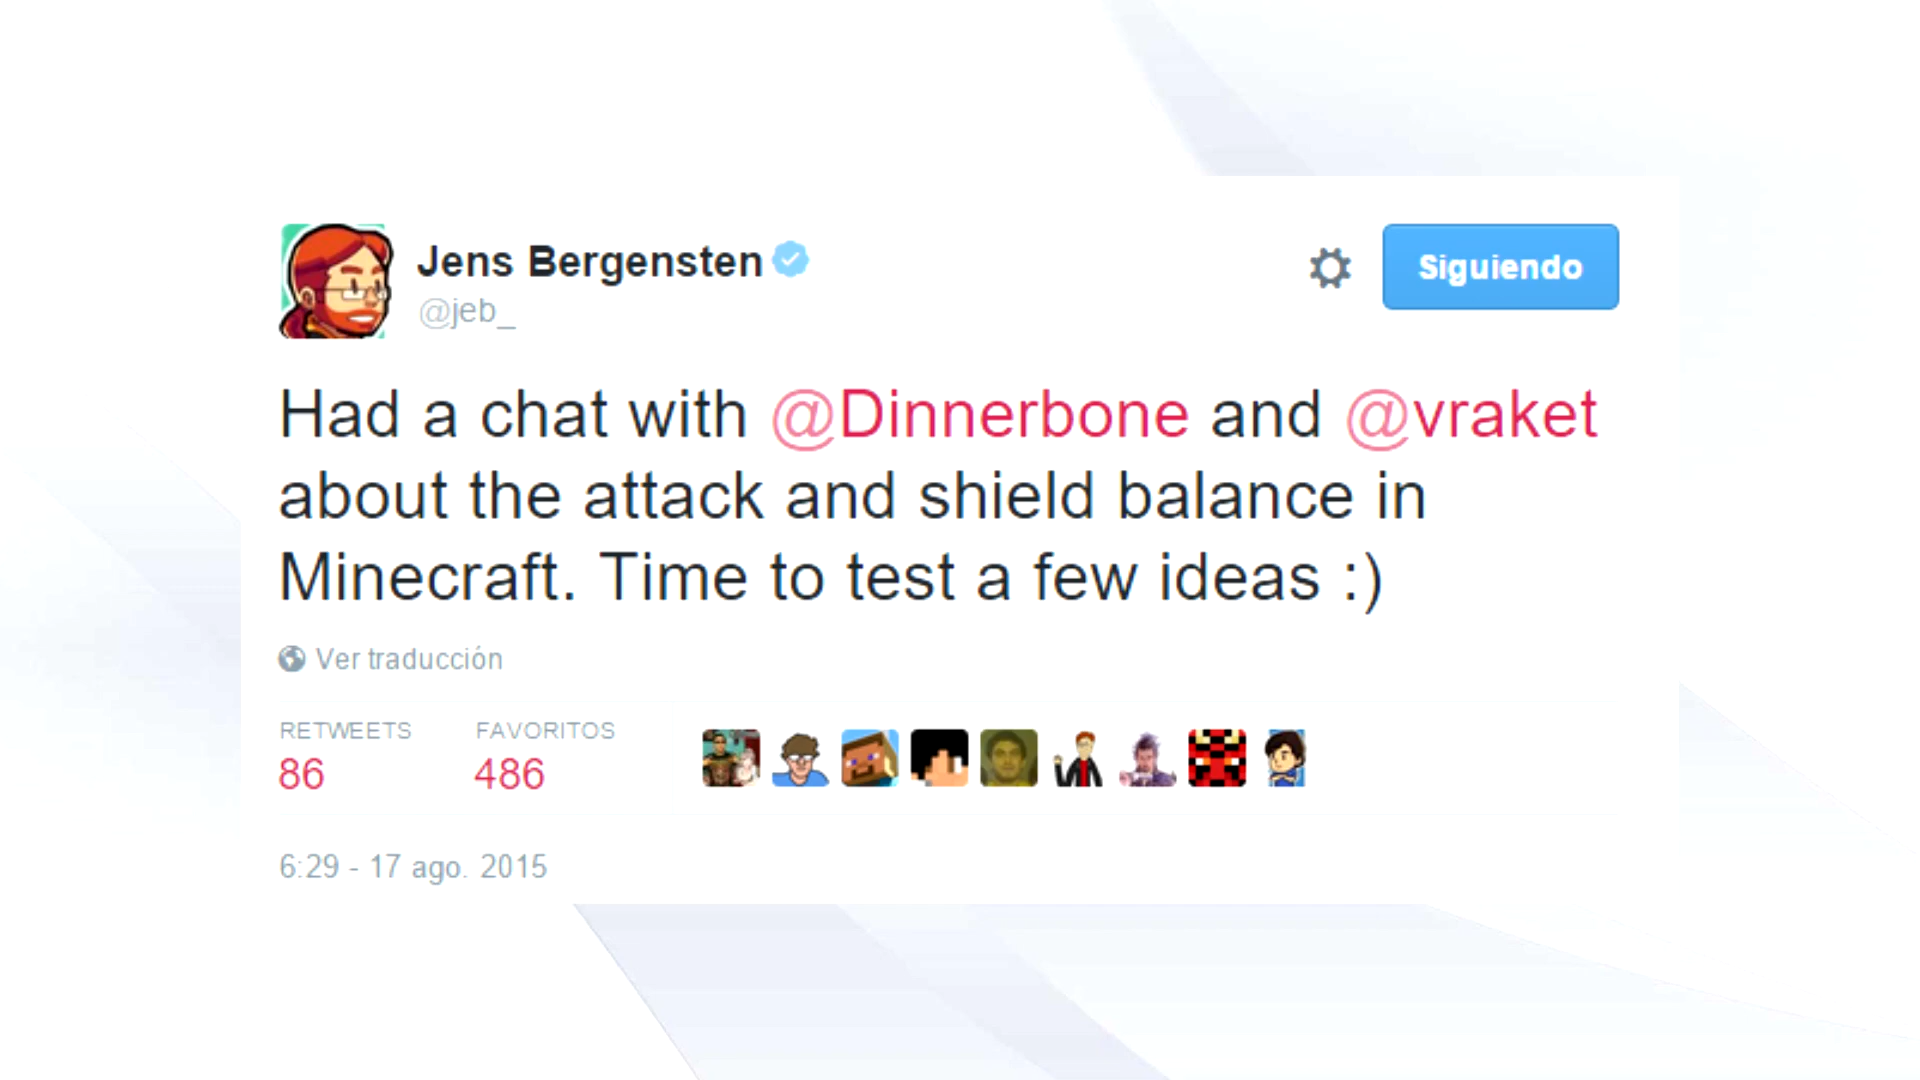 Jens Bergensten
@jeb_
Siguiendo
Had a chat with @Dinnerbone and @vraket
about the attack and shield balance in
Minecraft. Time to test a few ideas :)
Ver traducción
RETWEETS FAVORITOS
86 486
6:29 - 17 ago. 2015